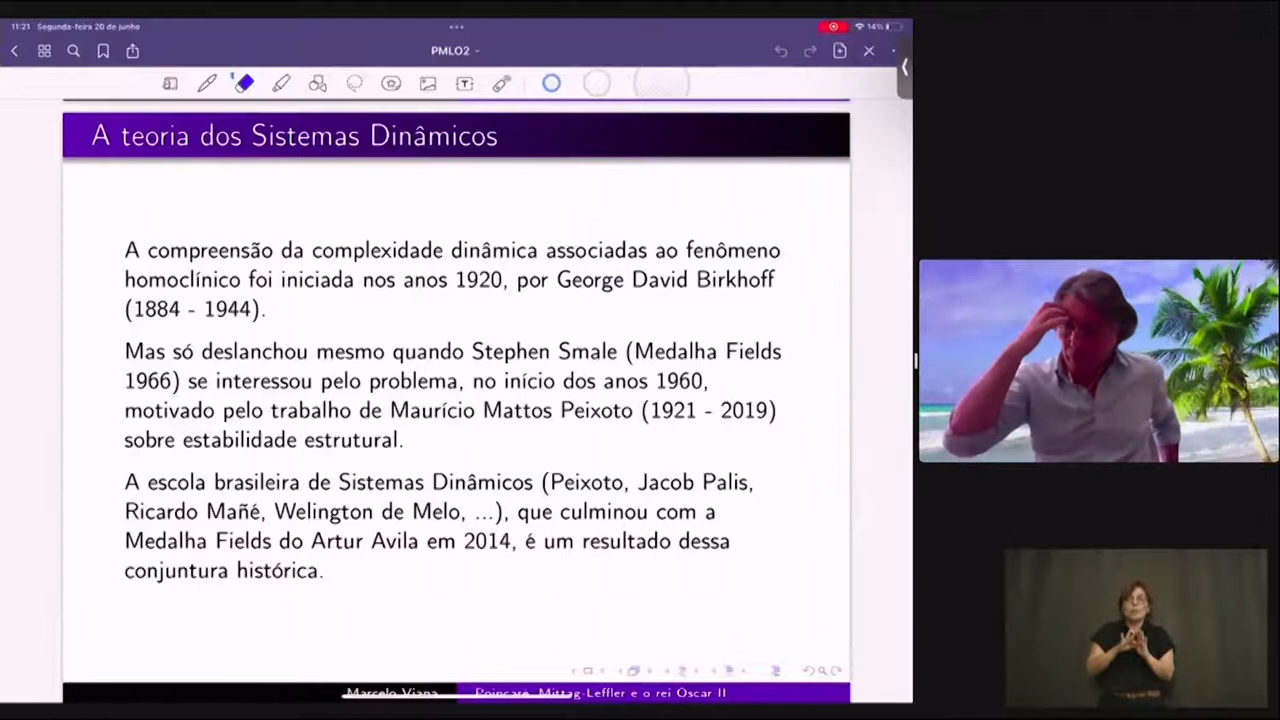 11:21 Segunda-feira 20 de junho
14%
PMLO2
A teoria dos Sistemas Dinâmicos
A compreensão da complexidade dinâmica associadas ao fenômeno
homoclínico foi iniciada nos anos 1920, por George David Birkhoff
(1884 - 1944).
Mas só deslanchou mesmo quando Stephen Smale (Medalha Fields
1966) se interessou pelo problema, no início dos anos 1960,
motivado pelo trabalho de Maurício Mattos Peixoto (1921 - 2019)
sobre estabilidade estrutural.
A escola brasileira de Sistemas Dinâmicos (Peixoto, Jacob Palis,
Ricardo Mañé, Welington de Melo, ...), que culminou com a
Medalha Fields do Artur Avila em 2014, é um resultado dessa
conjuntura histórica.
Marcelo Viana Poincaré, Mittag-Leffler e o rei Oscar II